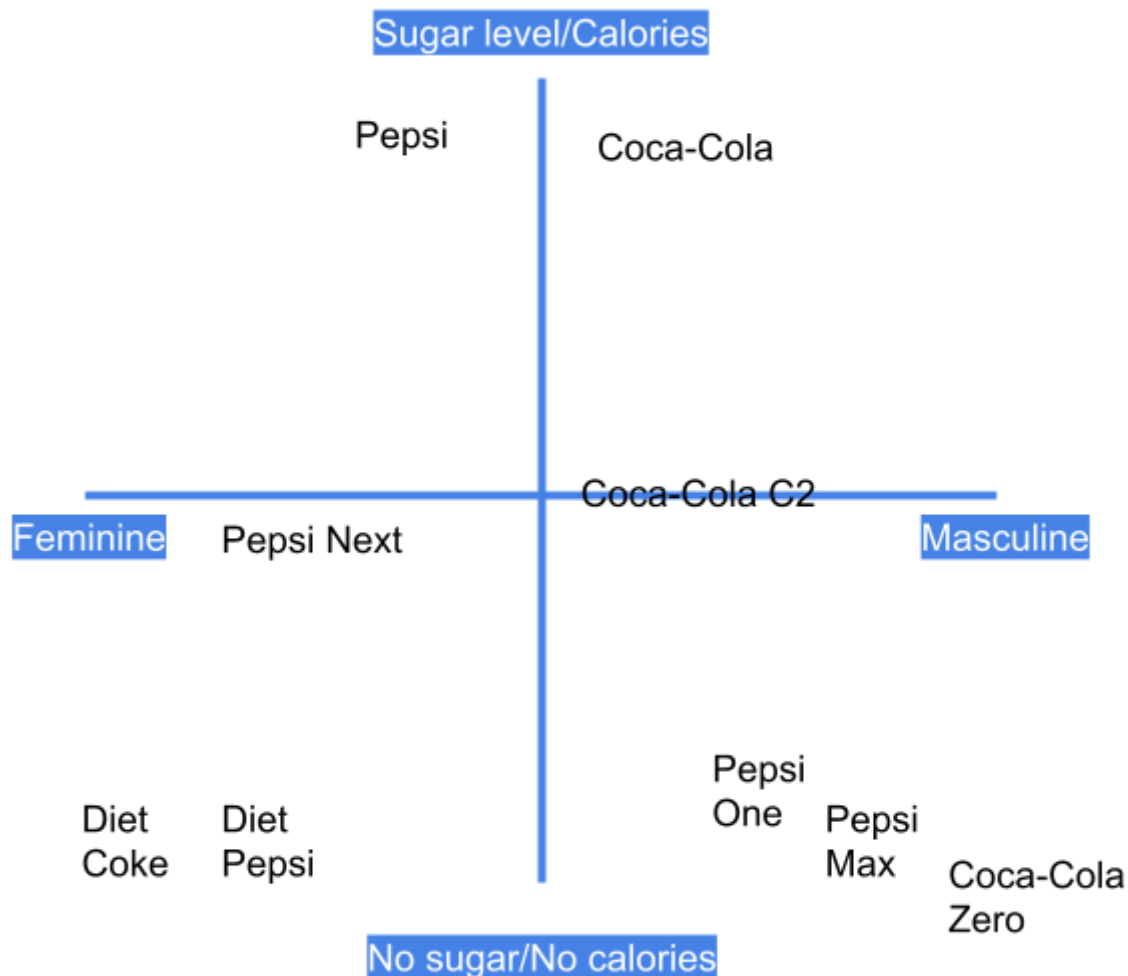 Sugar level/Calories
Pepsi
Coca-Cola
Coca-Cola C2
Feminine
Pepsi Next
Masculine
Pepsi
One
Diet
Coke
Diet
Pepsi
Pepsi
Max
Coca-Cola
Zero
No sugar/No calories